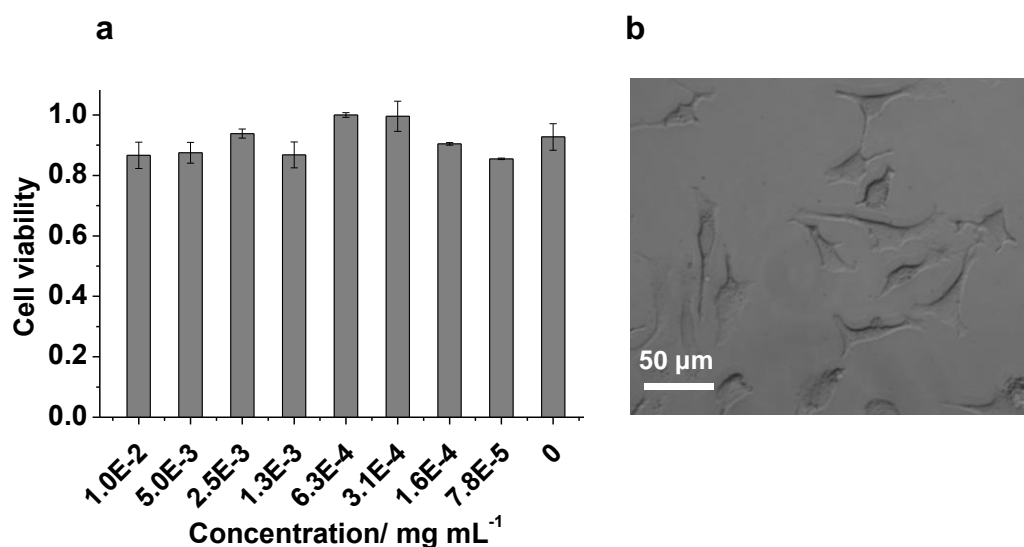 a
b
1.0
0.8
0.6
0.4
0.2
0.0
Cell viability
1.0E-2
5.0E-3
2.5E-3
1.3E-3
6.3E-4
3.1E-4
1.6E-4
7.8E-5
0
Concentration/ mg mL⁻¹
50 µm